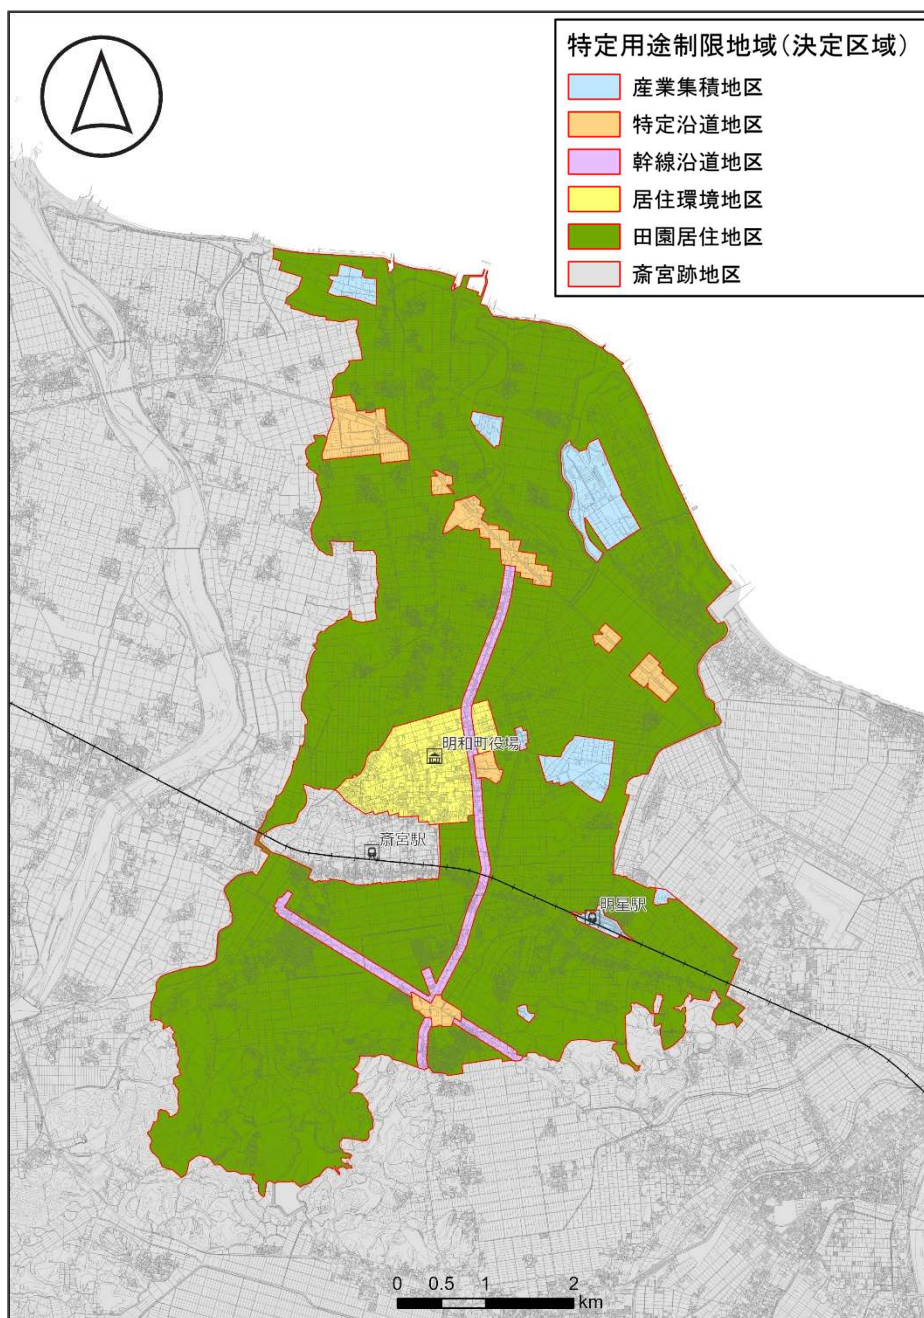 特定用途制限地域(決定区域)
産業集積地区
特定沿道地区
幹線沿道地区
居住環境地区
田園居住地区
斎宮跡地区
明和町役場
斎宮駅
明星駅
0 0.5 1 2
km